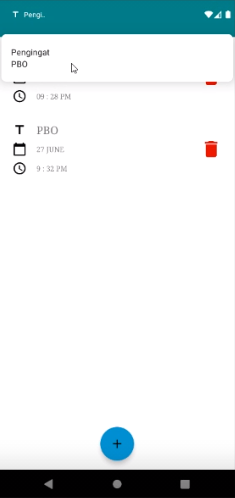 Pengi..
Pengingat
PBO
09 : 28 PM
PBO
27 JUNE
9 : 32 PM